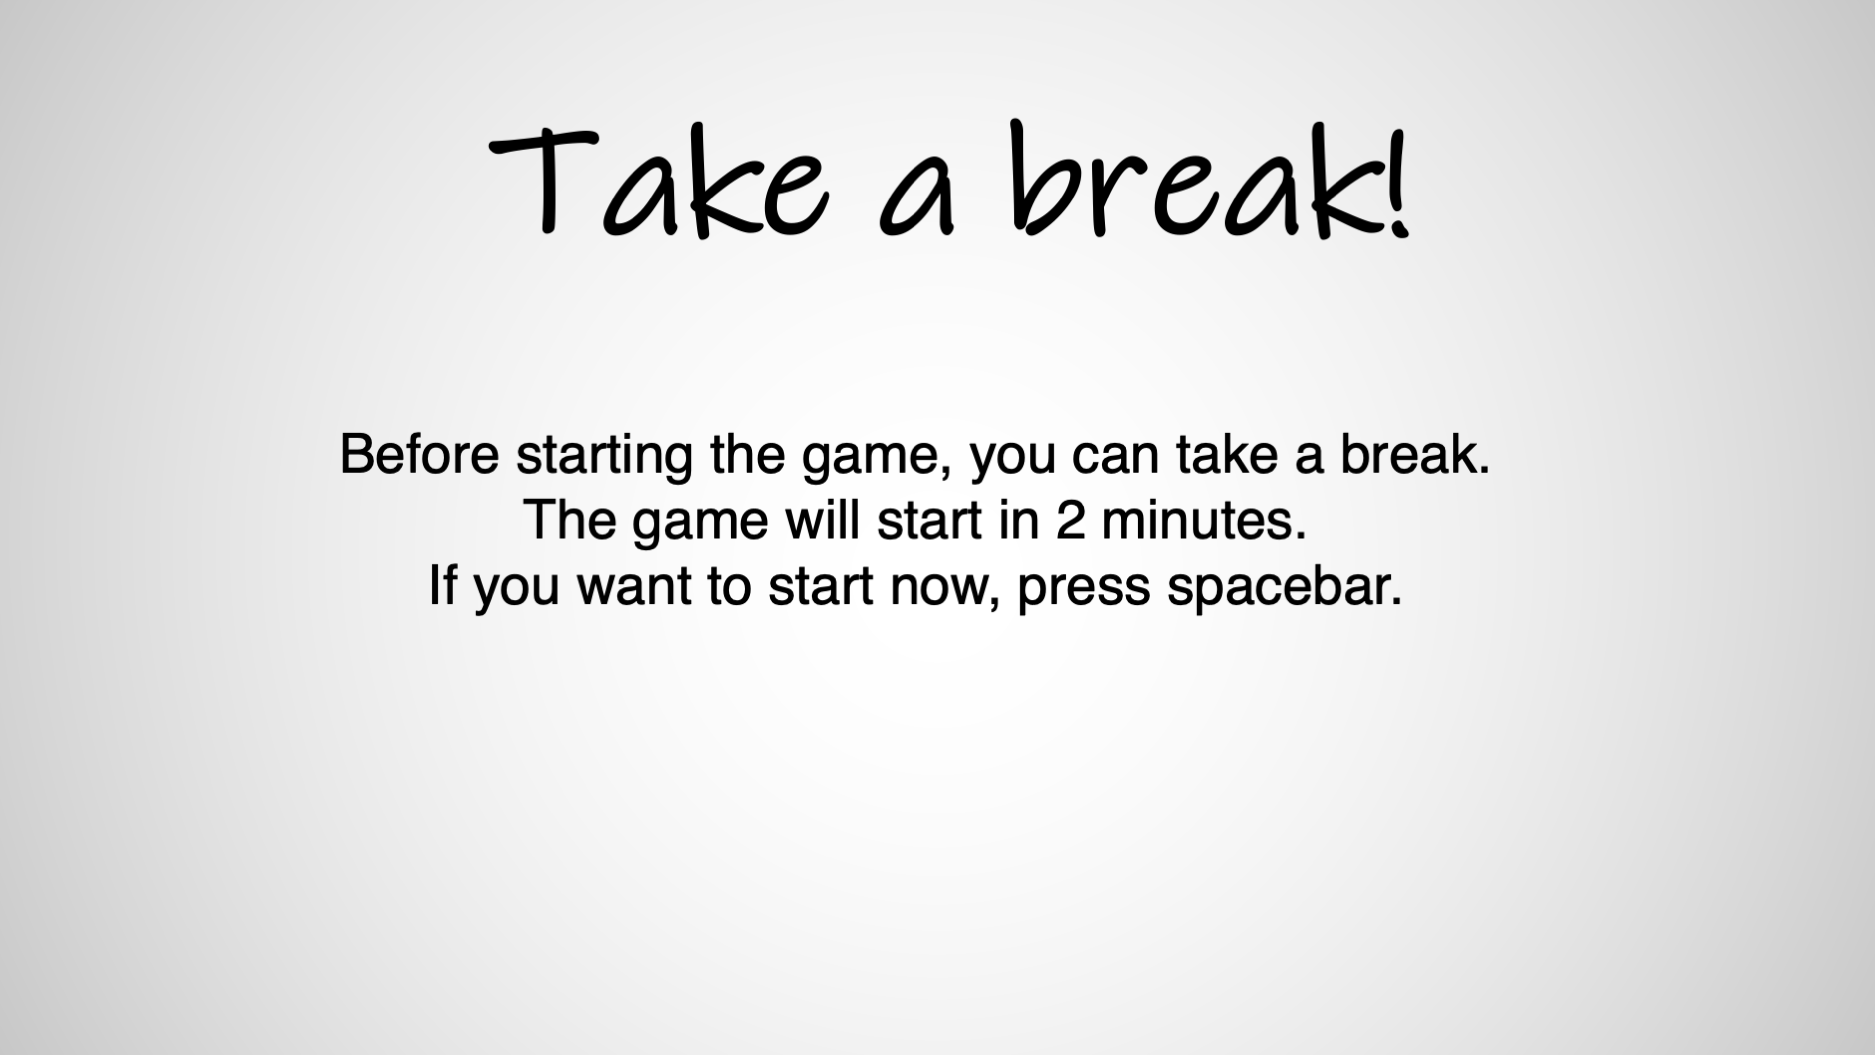 Take a break!
Before starting the game, you can take a break.
The game will start in 2 minutes.
If you want to start now, press spacebar.